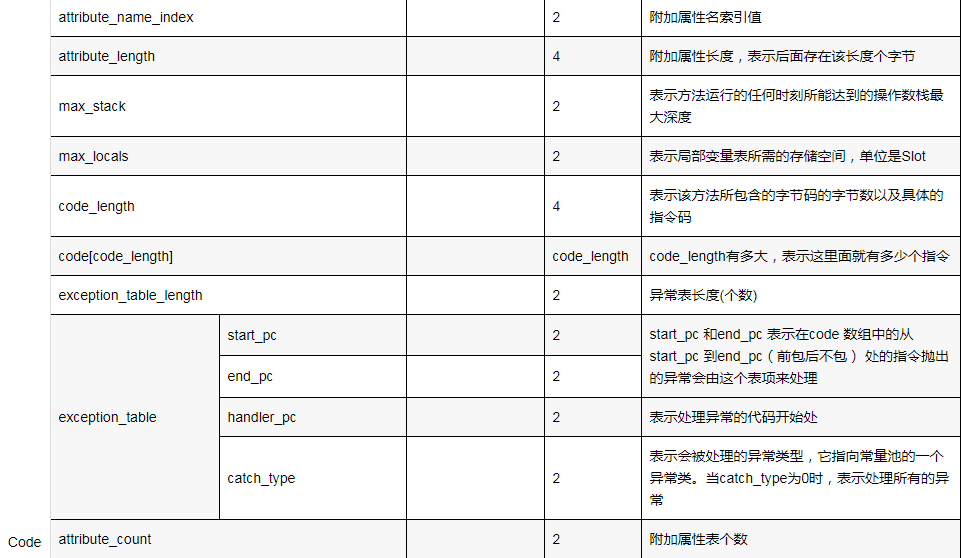 attribute_name_index 2 附加属性名索引值
attribute_length 4 附加属性长度，表示后面存在该长度个字节
max_stack 2 表示方法运行的任何时刻所能达到的操作数栈最
大深度
max_locals 2 表示局部变量表所需的存储空间，单位是Slot
code_length 4 表示该方法所包含的字节码的字节数以及具体的
指令码
code[code_length] code_length code_length有多大，表示这里面就有多少个指令
exception_table_length 2 异常表长度(个数)
exception_table
start_pc 2 start_pc 和end_pc 表示在code 数组中的从
start_pc 到end_pc（前包后不包） 处的指令抛出
的异常会由这个表项来处理
end_pc 2
handler_pc 2 表示处理异常的代码开始处
catch_type 2 表示会被处理的异常类型，它指向常量池的一个
异常类。当catch_type为0时，表示处理所有的异
常
Code attribute_count 2 附加属性表个数